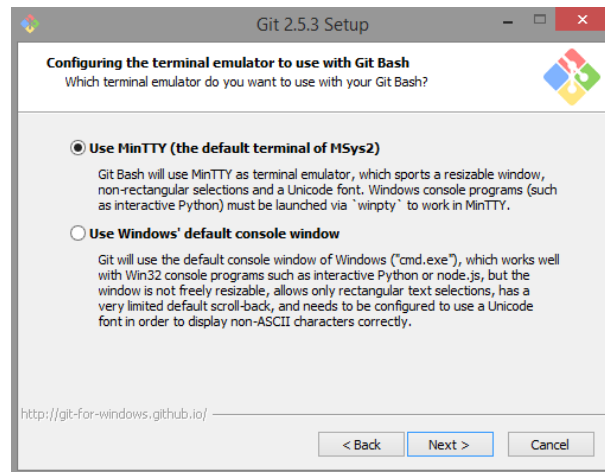 Git 2.5.3 Setup
Configuring the terminal emulator to use with Git Bash
Which terminal emulator do you want to use with your Git Bash?
Use MinTTY (the default terminal of MSys2)
Git Bash will use MinTTY as terminal emulator, which sports a resizable window,
non-rectangular selections and a Unicode font. Windows console programs (such
as interactive Python) must be launched via `winpty` to work in MinTTY.
Use Windows' default console window
Git will use the default console window of Windows ("cmd.exe"), which works well
with Win32 console programs such as interactive Python or node.js, but the
window is not freely resizable, allows only rectangular text selections, has a
very limited default scroll-back, and needs to be configured to use a Unicode
font in order to display non-ASCII characters correctly.
http://git-for-windows.github.io/
< Back Next > Cancel